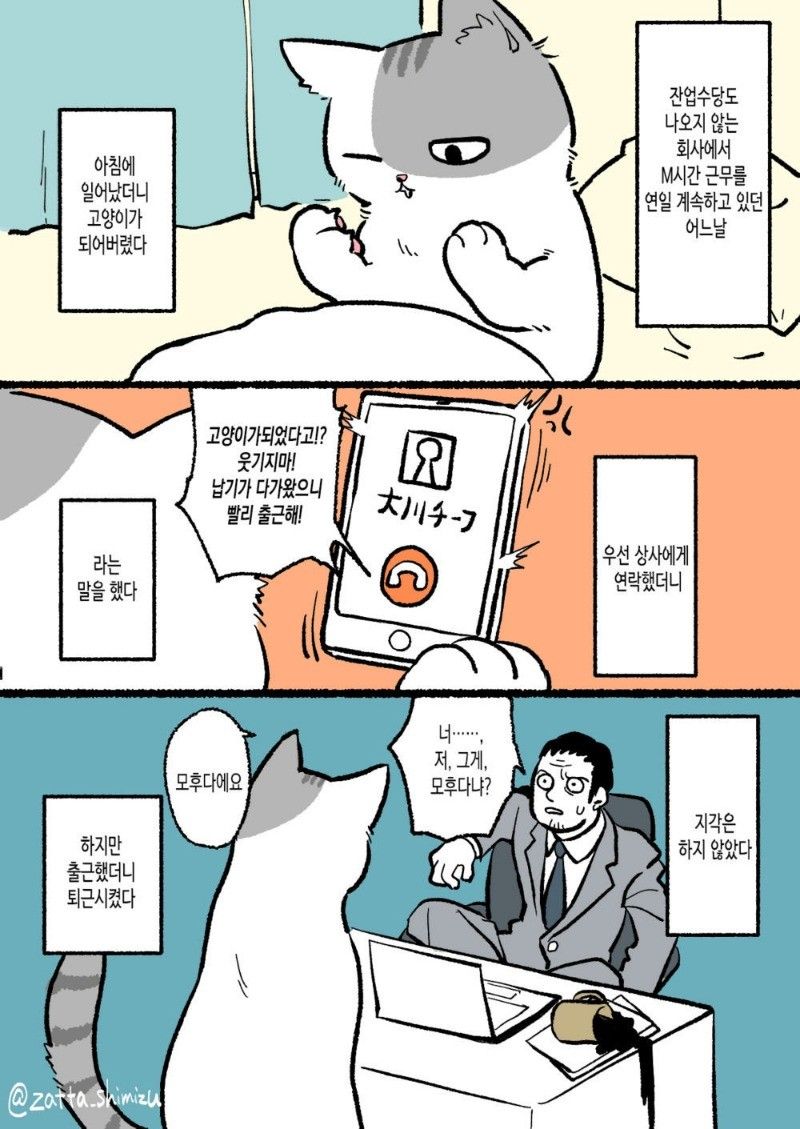 잔업수당도
나오지 않는
회사에서
M시간 근무를
연일 계속하고 있던
어느날
아침에
일어났더니
고양이가
되어버렸다
우선 상사에게
연락했더니
고양이가되었다고!?
웃기지마!
납기가 다가왔으니
빨리 출근해!
大川チーフ
라는
말을 했다
지각은
하지 않았다
너……,
저, 그게,
모후다냐?
모후다에요
하지만
출근했더니
퇴근시켰다
@zatta_shimizu